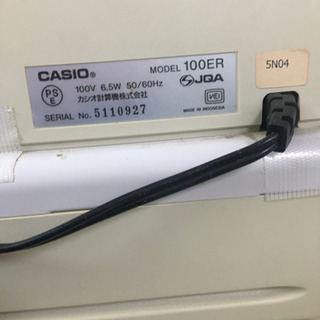 CASIO® MODEL 100ER
PS
E
100V 6.5W 50/60Hz
JQA
カシオ計算機株式会社
MADE IN INDONESIA
SERIAL No. 5110927
5N04